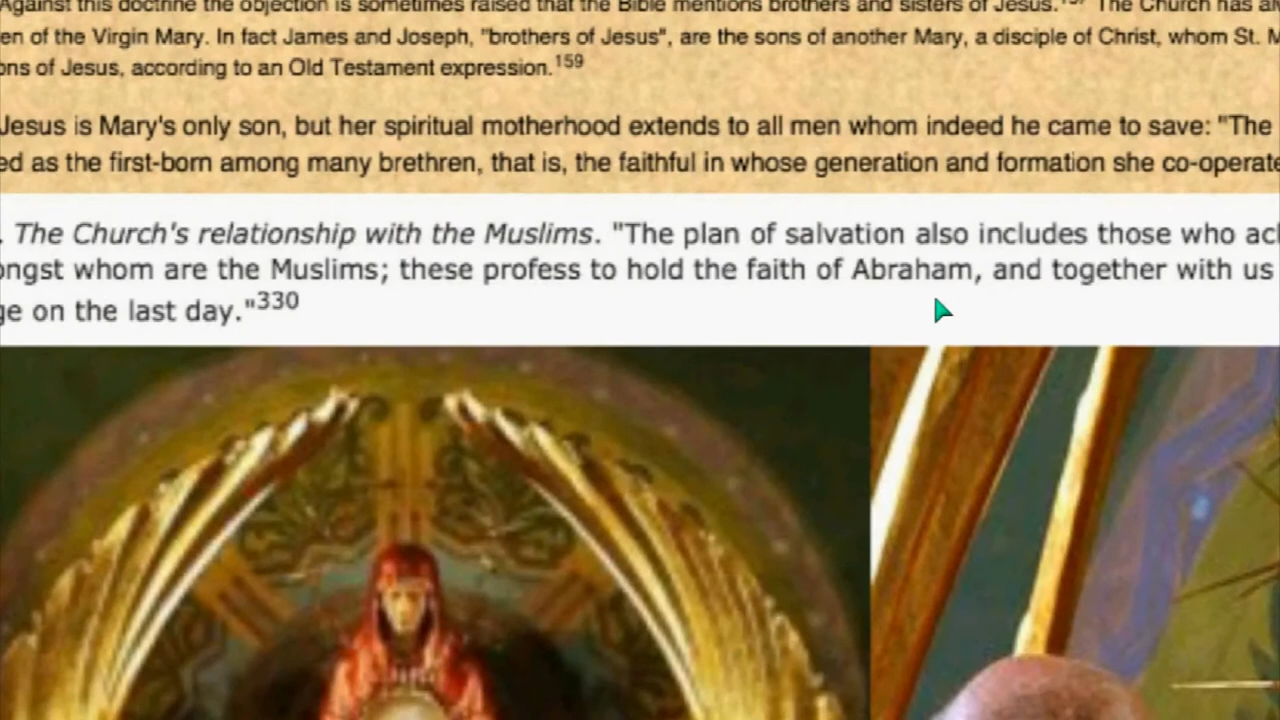 Against this doctrine the objection is sometimes raised that the Bible mentions brothers and sisters of Jesus.157 The Church has al
en of the Virgin Mary. In fact James and Joseph, "brothers of Jesus", are the sons of another Mary, a disciple of Christ, whom St. M
ons of Jesus, according to an Old Testament expression.159
Jesus is Mary's only son, but her spiritual motherhood extends to all men whom indeed he came to save: "The
ed as the first-born among many brethren, that is, the faithful in whose generation and formation she co-operate
. The Church's relationship with the Muslims. "The plan of salvation also includes those who ack
ongst whom are the Muslims; these profess to hold the faith of Abraham, and together with us
ge on the last day."330